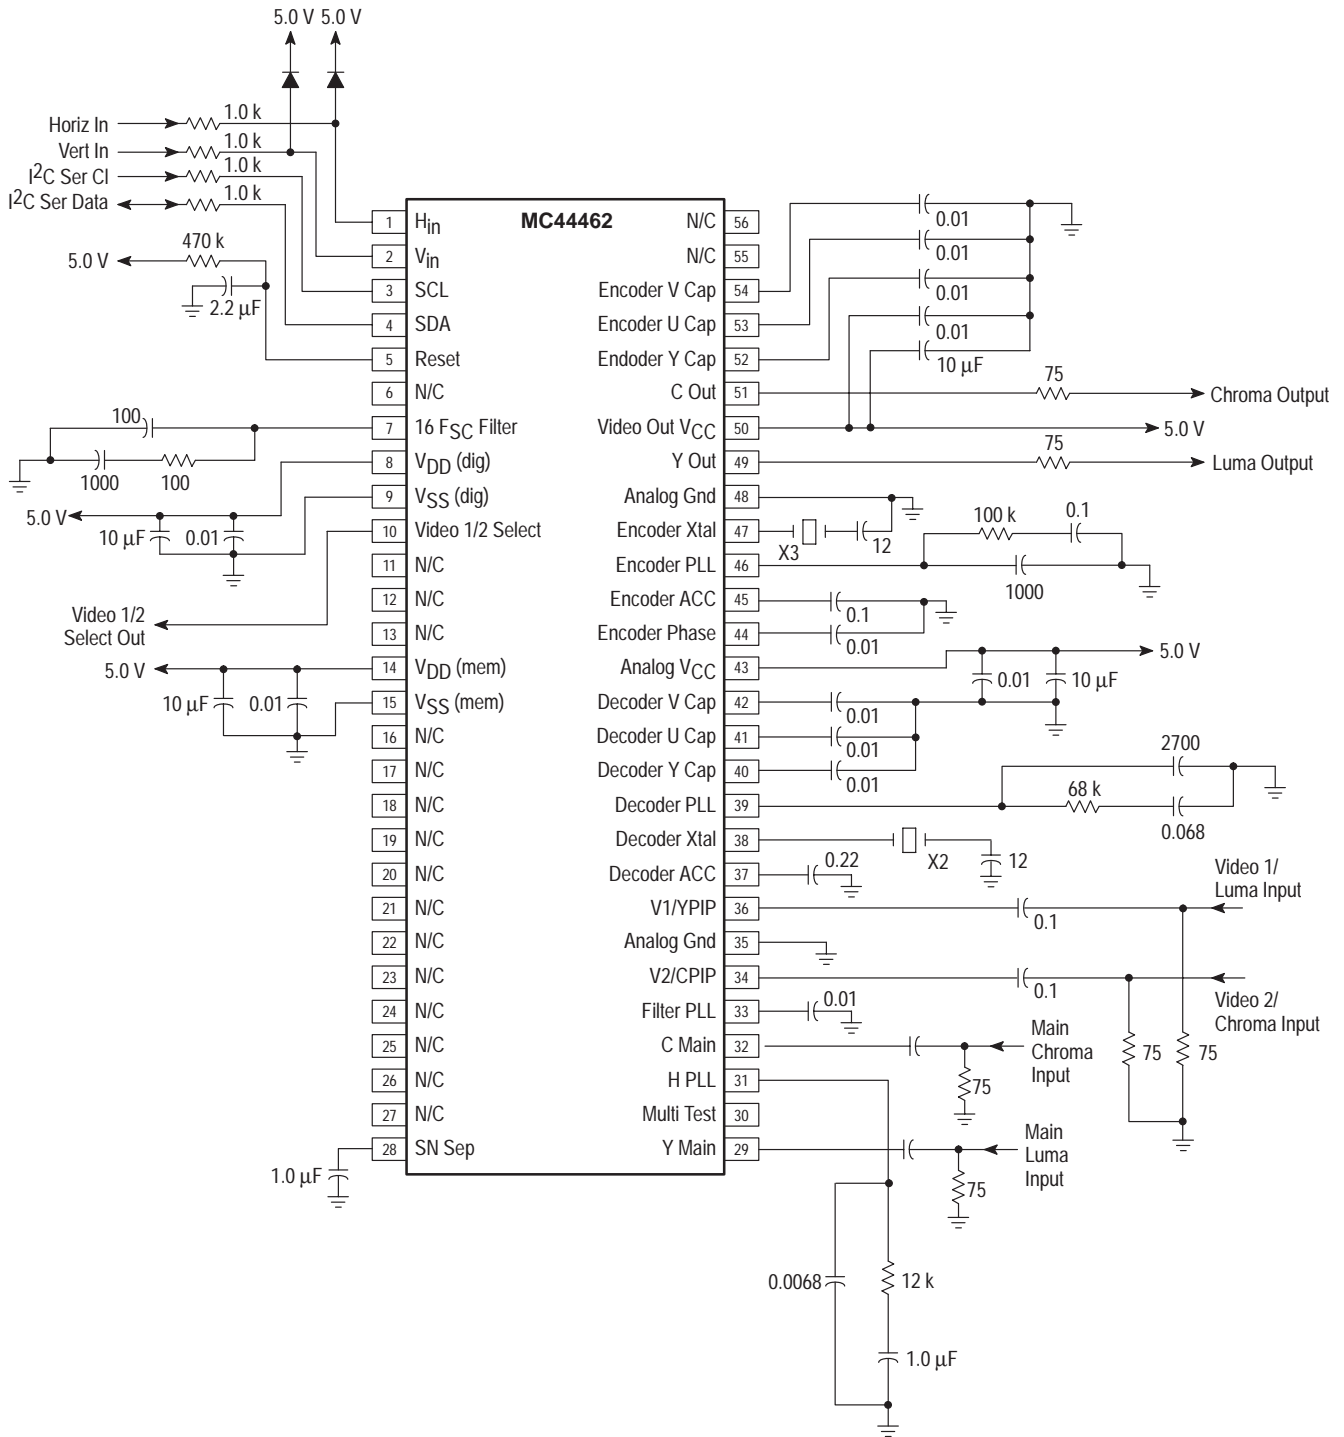 5.0 V 5.0 V
Horiz In
1.0 k
Vert In
1.0 k
I2C Ser Cl
1.0 k
I2C Ser Data
1.0 k
470 k
5.0 V
2.2 µF
100
1000
100
5.0 V
10 µF
0.01
Video 1/2
Select Out
5.0 V
10 µF
0.01
1.0 µF
MC44462
1 Hin
2 Vin
3 SCL
4 SDA
5 Reset
6 N/C
7 16 FSC Filter
8 VDD (dig)
9 VSS (dig)
10 Video 1/2 Select
11 N/C
12 N/C
13 N/C
14 VDD (mem)
15 VSS (mem)
16 N/C
17 N/C
18 N/C
19 N/C
20 N/C
21 N/C
22 N/C
23 N/C
24 N/C
25 N/C
26 N/C
27 N/C
28 SN Sep
N/C 56
N/C 55
Encoder V Cap 54
Encoder U Cap 53
Endoder Y Cap 52
C Out 51
Video Out VCC 50
Y Out 49
Analog Gnd 48
Encoder Xtal 47
Encoder PLL 46
Encoder ACC 45
Encoder Phase 44
Analog VCC 43
Decoder V Cap 42
Decoder U Cap 41
Decoder Y Cap 40
Decoder PLL 39
Decoder Xtal 38
Decoder ACC 37
V1/YPIP 36
Analog Gnd 35
V2/CPIP 34
Filter PLL 33
C Main 32
H PLL 31
Multi Test 30
Y Main 29
0.01
0.01
0.01
0.01
10 µF
75
Chroma Output
5.0 V
75
Luma Output
X3
12
100 k
0.1
1000
0.1
0.01
5.0 V
0.01
10 µF
0.01
0.01
0.01
2700
68 k
0.068
X2
12
0.22
Video 1/
Luma Input
0.1
0.1
Video 2/
Chroma Input
0.01
Main
Chroma
Input
75
75
75
Main
Luma
Input
75
0.0068
12 k
1.0 µF